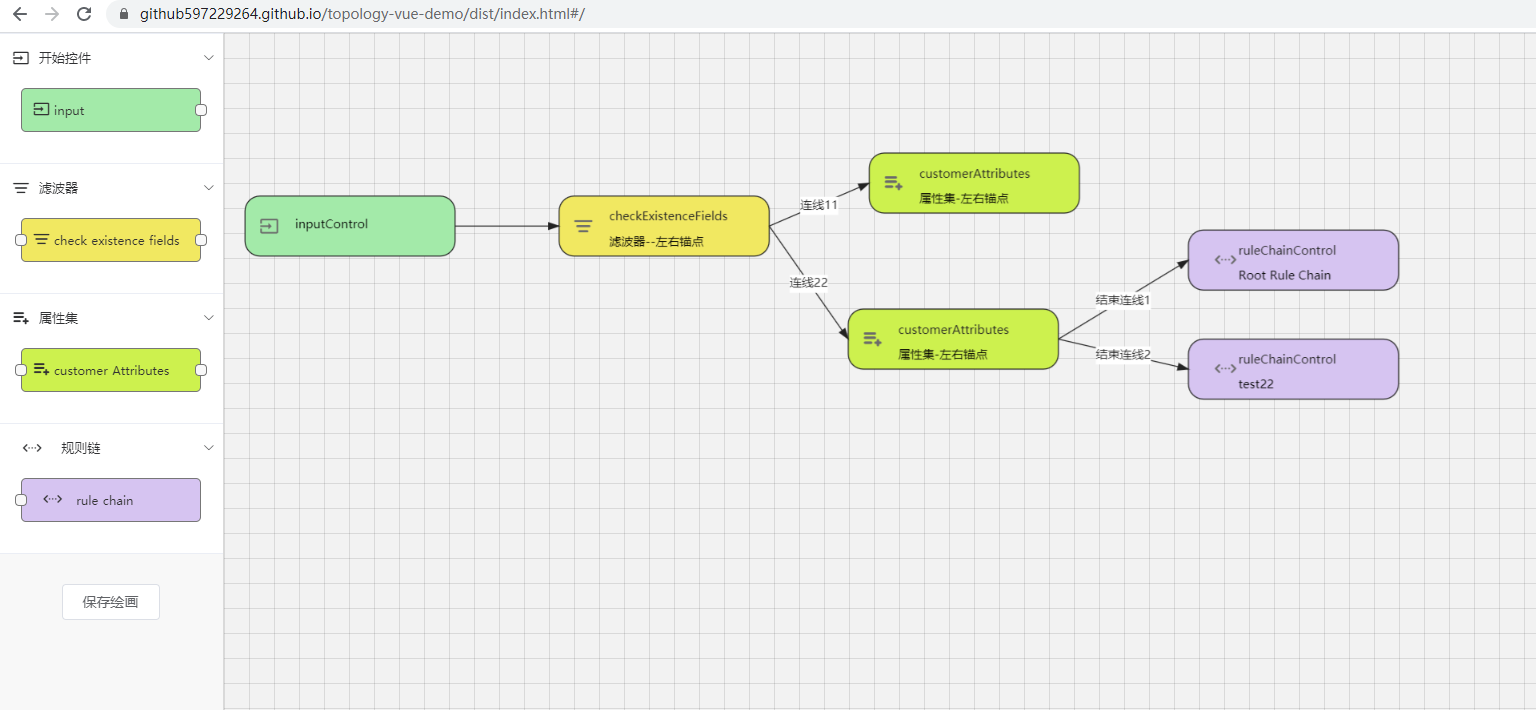 github597229264.github.io/topology-vue-demo/dist/index.html#/
开始控件
input
滤波器
check existence fields
属性集
customer Attributes
规则链
rule chain
保存绘画
inputControl
checkExistenceFields
滤波器--左右锚点
连线11
连线22
customerAttributes
属性集-左右锚点
customerAttributes
属性集-左右锚点
结束连线1
结束连线2
ruleChainControl
Root Rule Chain
ruleChainControl
test22